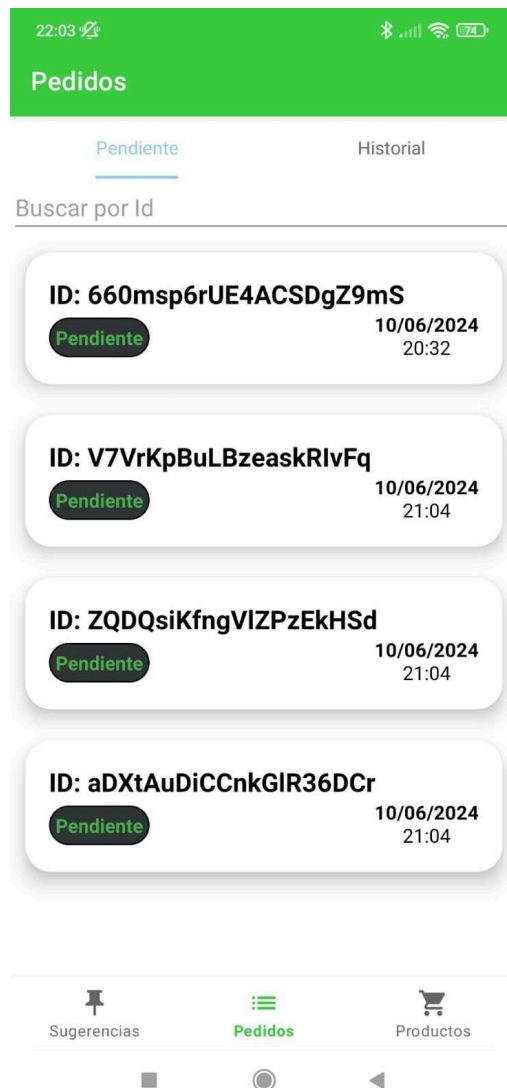 22:03
74
Pedidos
Pendiente
Historial
Buscar por Id
ID: 660msp6rUE4ACSDgZ9mS
Pendiente
10/06/2024
20:32
ID: V7VrKpBuLBzeaskRIvFq
Pendiente
10/06/2024
21:04
ID: ZQDQsiKfngVlZPzEkHSd
Pendiente
10/06/2024
21:04
ID: aDXtAuDiCCnkGlR36DCr
Pendiente
10/06/2024
21:04
Sugerencias
Pedidos
Productos